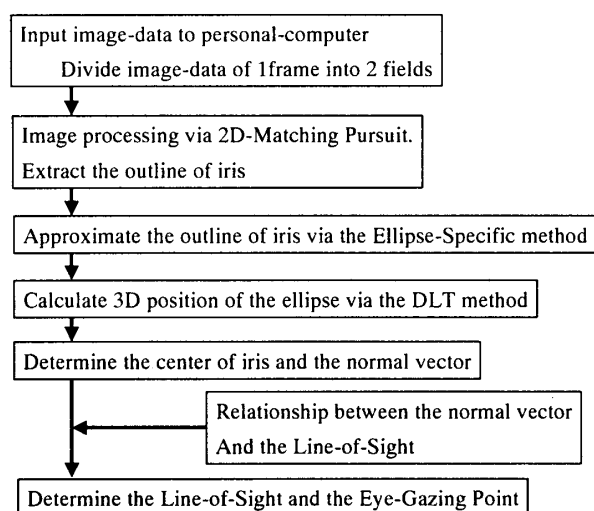 Input image-data to personal-computer
Divide image-data of 1frame into 2 fields
Image processing via 2D-Matching Pursuit.
Extract the outline of iris
Approximate the outline of iris via the Ellipse-Specific method
Calculate 3D position of the ellipse via the DLT method
Determine the center of iris and the normal vector
Relationship between the normal vector
And the Line-of-Sight
Determine the Line-of-Sight and the Eye-Gazing Point